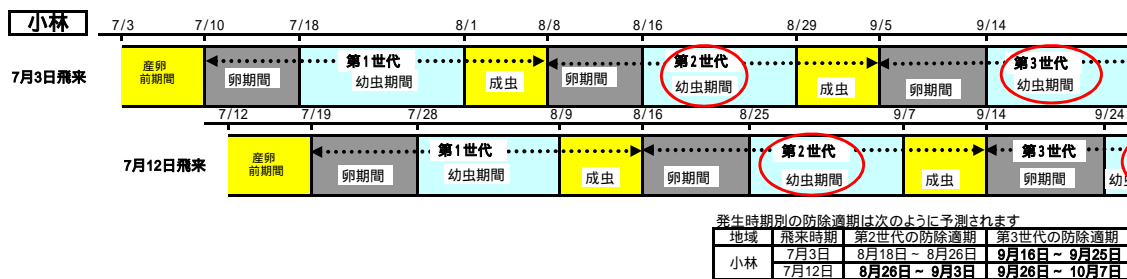 小林
7/3 7/10 7/18 8/1 8/8 8/16 8/29 9/5 9/14
7月3日飛来
産卵 前期間 卵期間 第1世代 幼虫期間 成虫 卵期間 第2世代 幼虫期間 成虫 卵期間 第3世代 幼虫期間
7/12 7/19 7/28 8/9 8/16 8/25 9/7 9/14 9/24
7月12日飛来
産卵 前期間 卵期間 第1世代 幼虫期間 成虫 卵期間 第2世代 幼虫期間 成虫 第3世代 卵期間 幼虫
発生時期別の防除適期は次のように予測されます
地域 飛来時期 第2世代の防除適期 第3世代の防除適期
小林 7月3日 8月18日~8月26日 9月16日~9月25日
7月12日 8月26日~9月3日 9月26日~10月7日